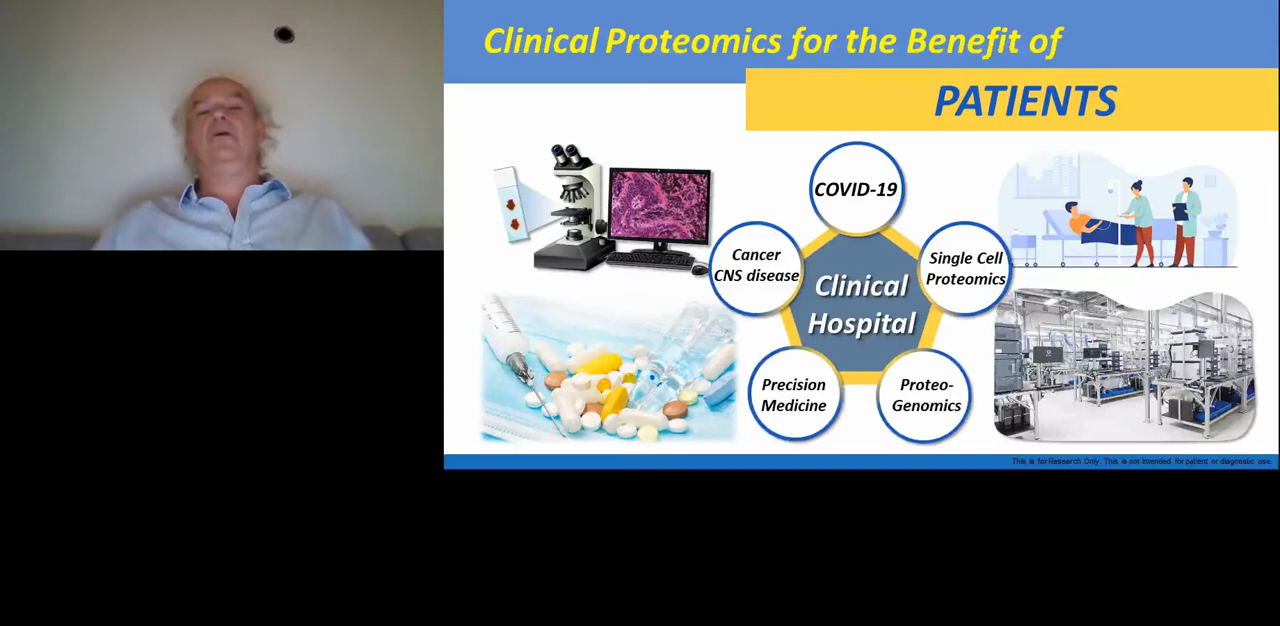 Clinical Proteomics for the Benefit of
PATIENTS
COVID-19
Cancer
CNS disease
Single Cell
Proteomics
Clinical
Hospital
Precision
Medicine
Proteo-
Genomics
This is for Research Only. This is not Intended for patient or diagnostic use.